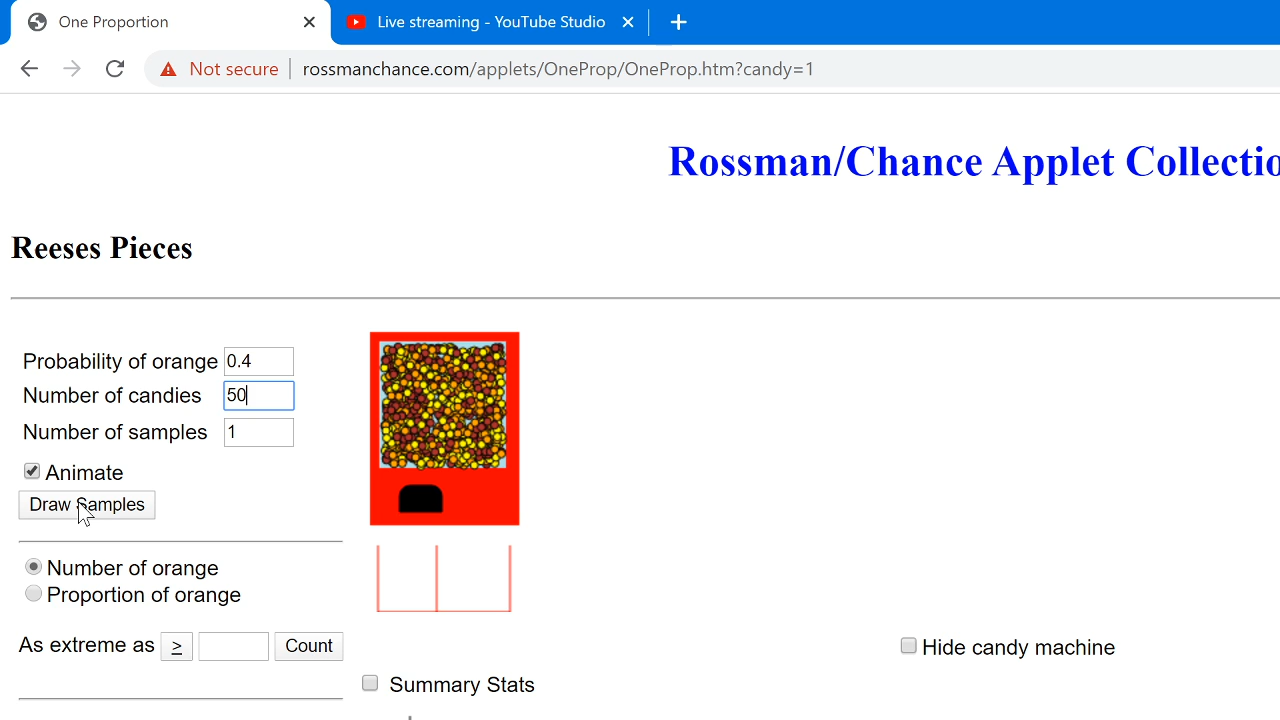 One Proportion
Live streaming - YouTube Studio
Not secure
rossmanchance.com/applets/OneProp/OneProp.htm?candy=1
Rossman/Chance Applet Collectio
Reeses Pieces
Probability of orange 0.4
Number of candies 50
Number of samples 1
Animate
Draw Samples
Number of orange
Proportion of orange
As extreme as ≥ Count
Hide candy machine
Summary Stats